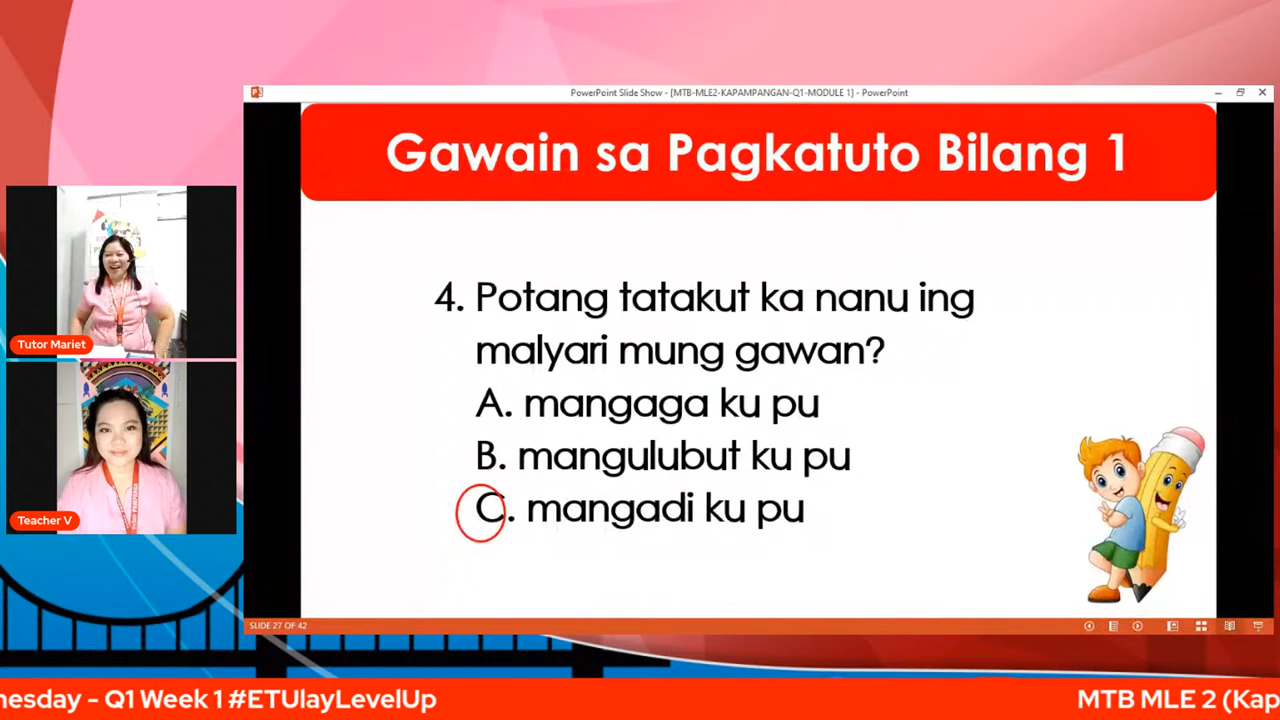 PowerPoint Slide Show - [MTB-MLE2-KAPAMPANGAN-Q1-MODULE 1] - PowerPoint
Gawain sa Pagkatuto Bilang 1
4. Potang tatakut ka nanu ing
malyari mung gawan?
A. mangaga ku pu
B. mangulubut ku pu
C. mangadi ku pu
Tutor Mariet
Teacher V
SLIDE 27 OF 42
nesday - Q1 Week 1 #ETUlayLevelUp
MTB MLE 2 (Kap